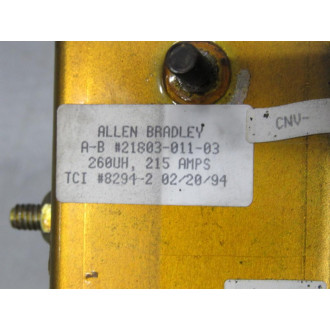 ALLEN BRADLEY
A-B #21803-011-03
260UH, 215 AMPS
TCI #8294-2 02/20/94
CNV-